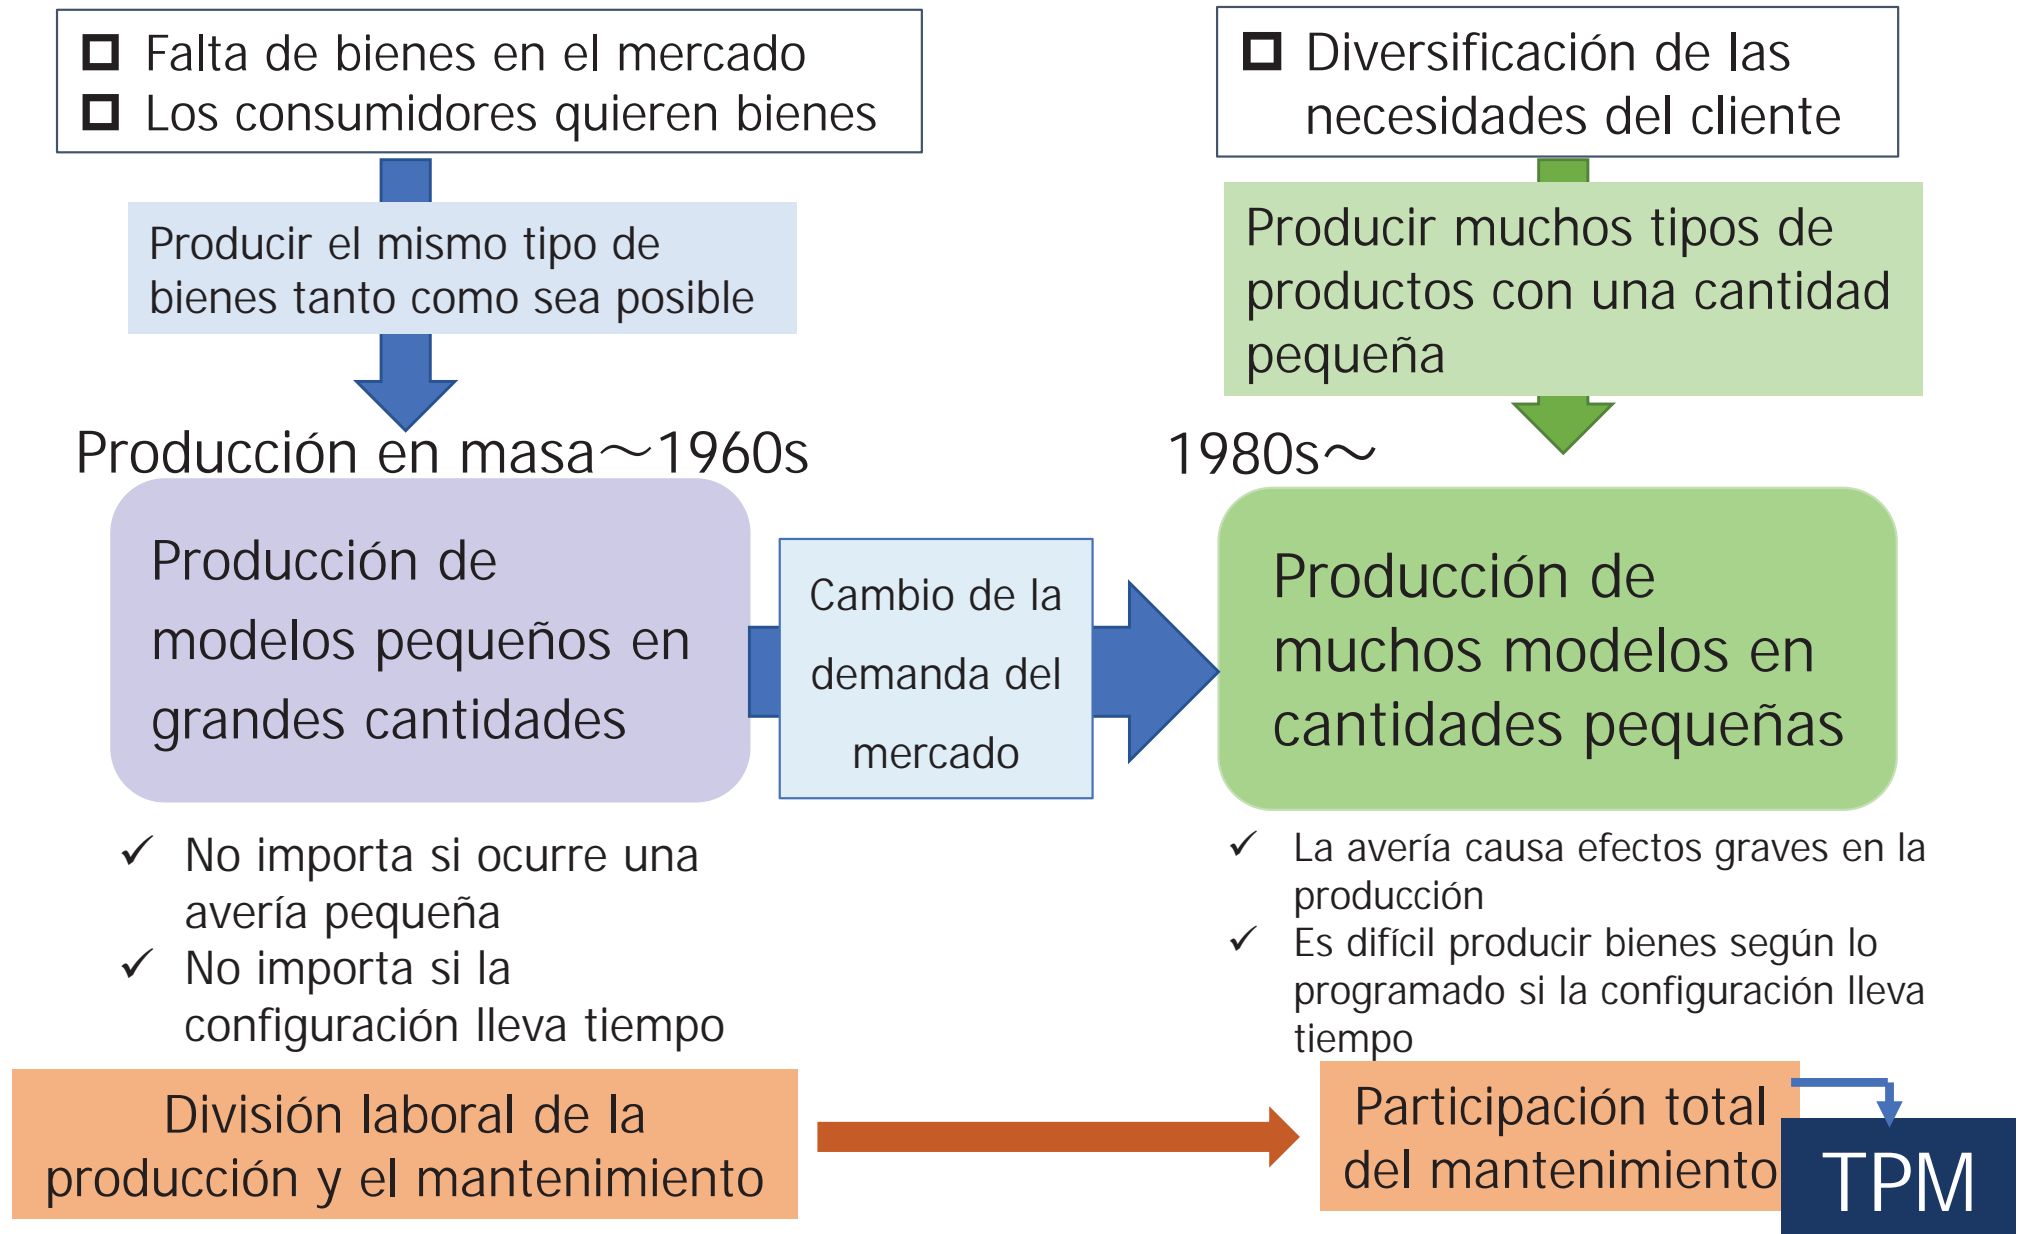 Falta de bienes en el mercado
Los consumidores quieren bienes
Producir el mismo tipo de
bienes tanto como sea posible
Producción en masa～1960s
Producción de
modelos pequeños en
grandes cantidades
No importa si ocurre una
avería pequeña
No importa si la
configuración lleva tiempo
División laboral de la
producción y el mantenimiento
Cambio de la
demanda del
mercado
Diversificación de las
necesidades del cliente
Producir muchos tipos de
productos con una cantidad
pequeña
1980s～
Producción de
muchos modelos en
cantidades pequeñas
La avería causa efectos graves en la
producción
Es difícil producir bienes según lo
programado si la configuración lleva
tiempo
Participación total
del mantenimiento
TPM